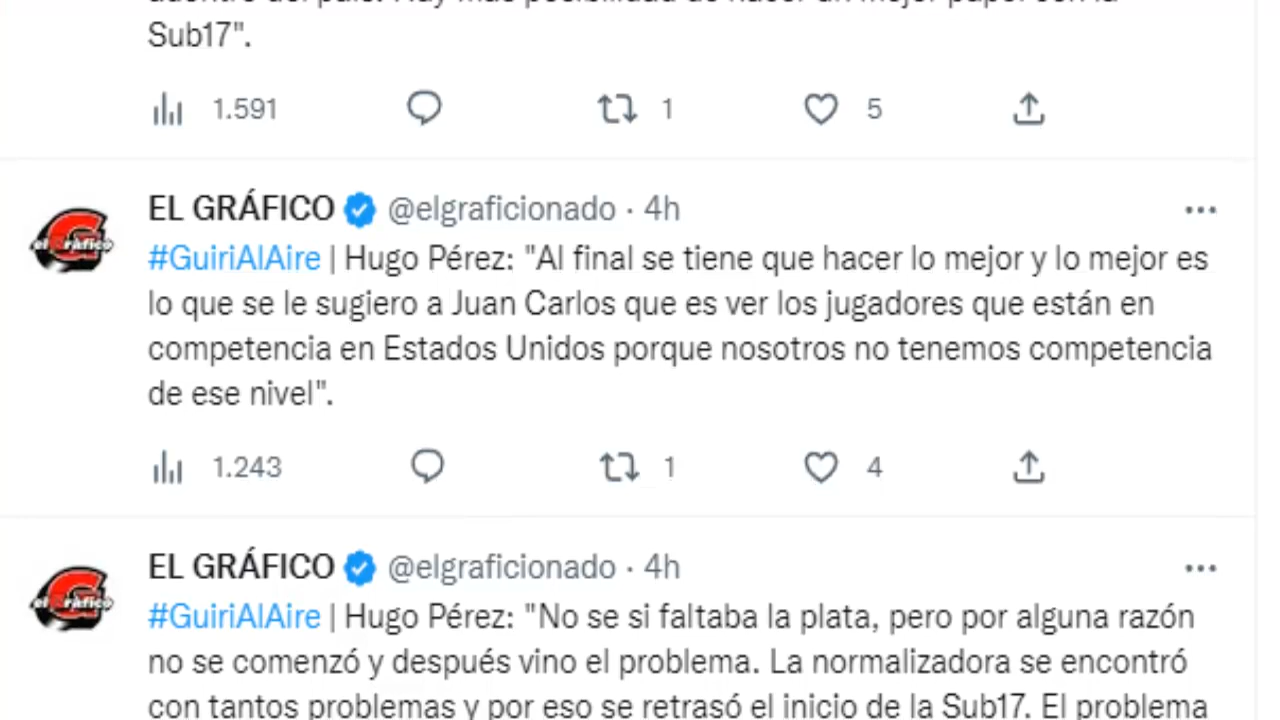 Sub17".
1.591 1 5
EL GRÁFICO @elgraficionado · 4h
#GuiriAlAire | Hugo Pérez: "Al final se tiene que hacer lo mejor y lo mejor es
lo que se le sugiero a Juan Carlos que es ver los jugadores que están en
competencia en Estados Unidos porque nosotros no tenemos competencia
de ese nivel".
1.243 1 4
EL GRÁFICO @elgraficionado · 4h
#GuiriAlAire | Hugo Pérez: "No se si faltaba la plata, pero por alguna razón
no se comenzó y después vino el problema. La normalizadora se encontró
con tantos problemas y por eso se retrasó el inicio de la Sub17. El problema